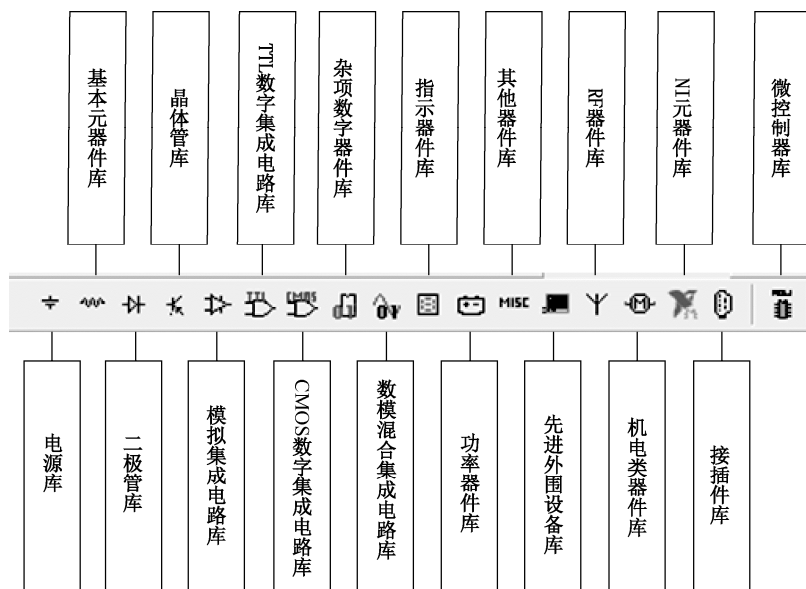 基本元器件库
晶体管库
TTL数字集成电路库
杂项数字器件库
指示器件库
其他器件库
RF器件库
NI元器件库
微控制器库
TTL
CMOS
MISC
电源库
二极管库
模拟集成电路库
CMOS数字集成电路库
数模混合集成电路库
功率器件库
先进外围设备库
机电类器件库
接插件库